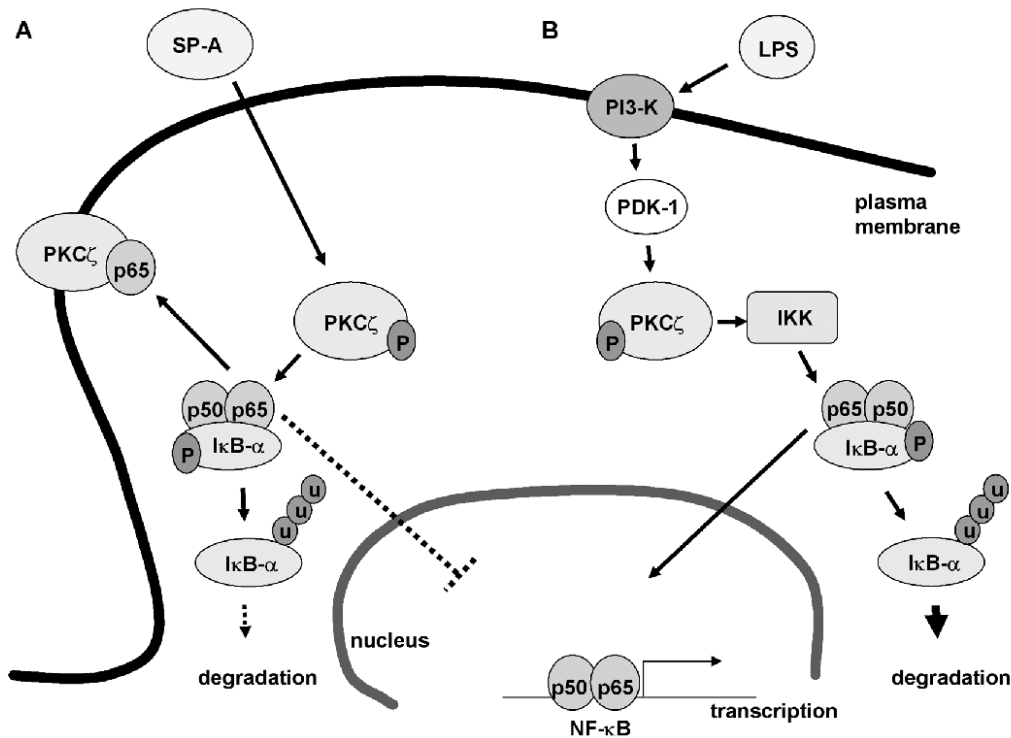 A
SP-A
PKCζ
p65
PKCζ
P
p50
p65
P
IκB-α
u
u
u
IκB-α
degradation
B
LPS
PI3-K
PDK-1
plasma
membrane
P
PKCζ
IKK
p65
p50
IκB-α
P
u
u
u
IκB-α
degradation
nucleus
p50
p65
NF-κB
transcription